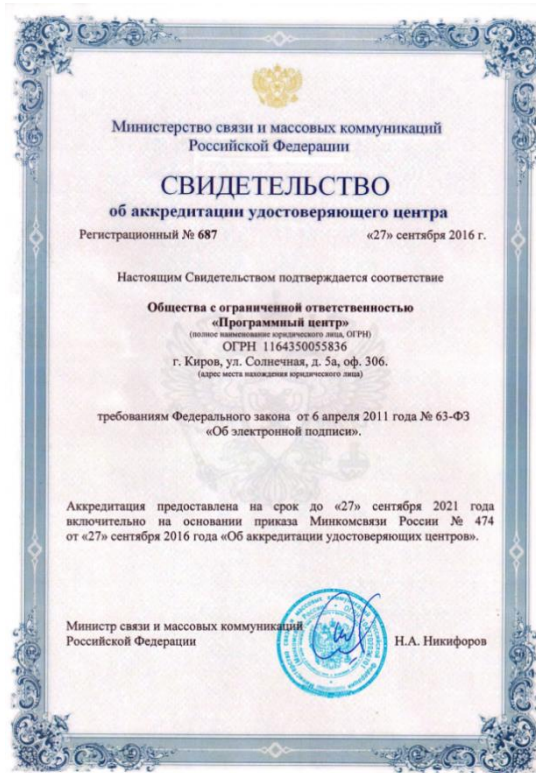 Министерство связи и массовых коммуникаций
Российской Федерации
СВИДЕТЕЛЬСТВО
об аккредитации удостоверяющего центра
Регистрационный № 687 «27» сентября 2016 г.
Настоящим Свидетельством подтверждается соответствие
Общества с ограниченной ответственностью
«Программный центр»
(полное наименование юридического лица, ОГРН)
ОГРН 1164350055836
г. Киров, ул. Солнечная, д. 5а, оф. 306.
(адрес места нахождения юридического лица)
требованиям Федерального закона от 6 апреля 2011 года № 63-ФЗ
«Об электронной подписи».
Аккредитация предоставлена на срок до «27» сентября 2021 года
включительно на основании приказа Минкомсвязи России № 474
от «27» сентября 2016 года «Об аккредитации удостоверяющих центров».
Министр связи и массовых коммуникаций
Российской Федерации Н.А. Никифоров